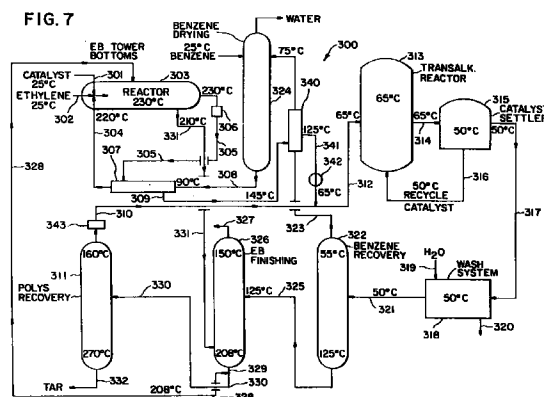 FIG. 7
BENZENE DRYING
WATER
300
EB TOWER BOTTOMS
CATALYST 25°C
301
303
25°C BENZENE
75°C
313
TRANSALK. REACTOR
ETHYLENE 25°C
302
REACTOR 230°C
230°C
324
340
65°C
315
CATALYST SETTLER
220°C
304
210°C
331
306
125°C
341
65°C
65°C
314
50°C
50°C
328
307
305
305
342
90°C
308
65°C
312
316
50°C RECYCLE CATALYST
309
145°C
310
343
323
317
331
327
326
322
BENZENE RECOVERY
H₂O
319
WASH SYSTEM
311
160°C
150°C
EB FINISHING
55°C
50°C
POLYS RECOVERY
330
125°C
325
50°C
321
318
320
270°C
208°C
125°C
329
TAR
332
208°C
330
328